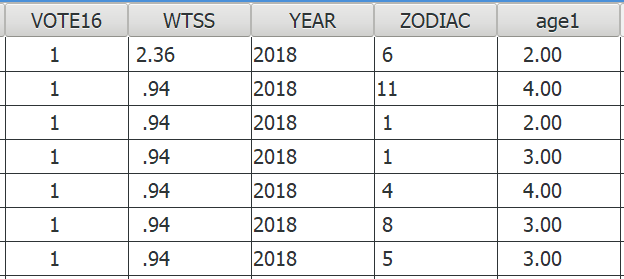 VOTE16 WTSS YEAR ZODIAC age1
1 2.36 2018 6 2.00
1 .94 2018 11 4.00
1 .94 2018 1 2.00
1 .94 2018 1 3.00
1 .94 2018 4 4.00
1 .94 2018 8 3.00
1 .94 2018 5 3.00